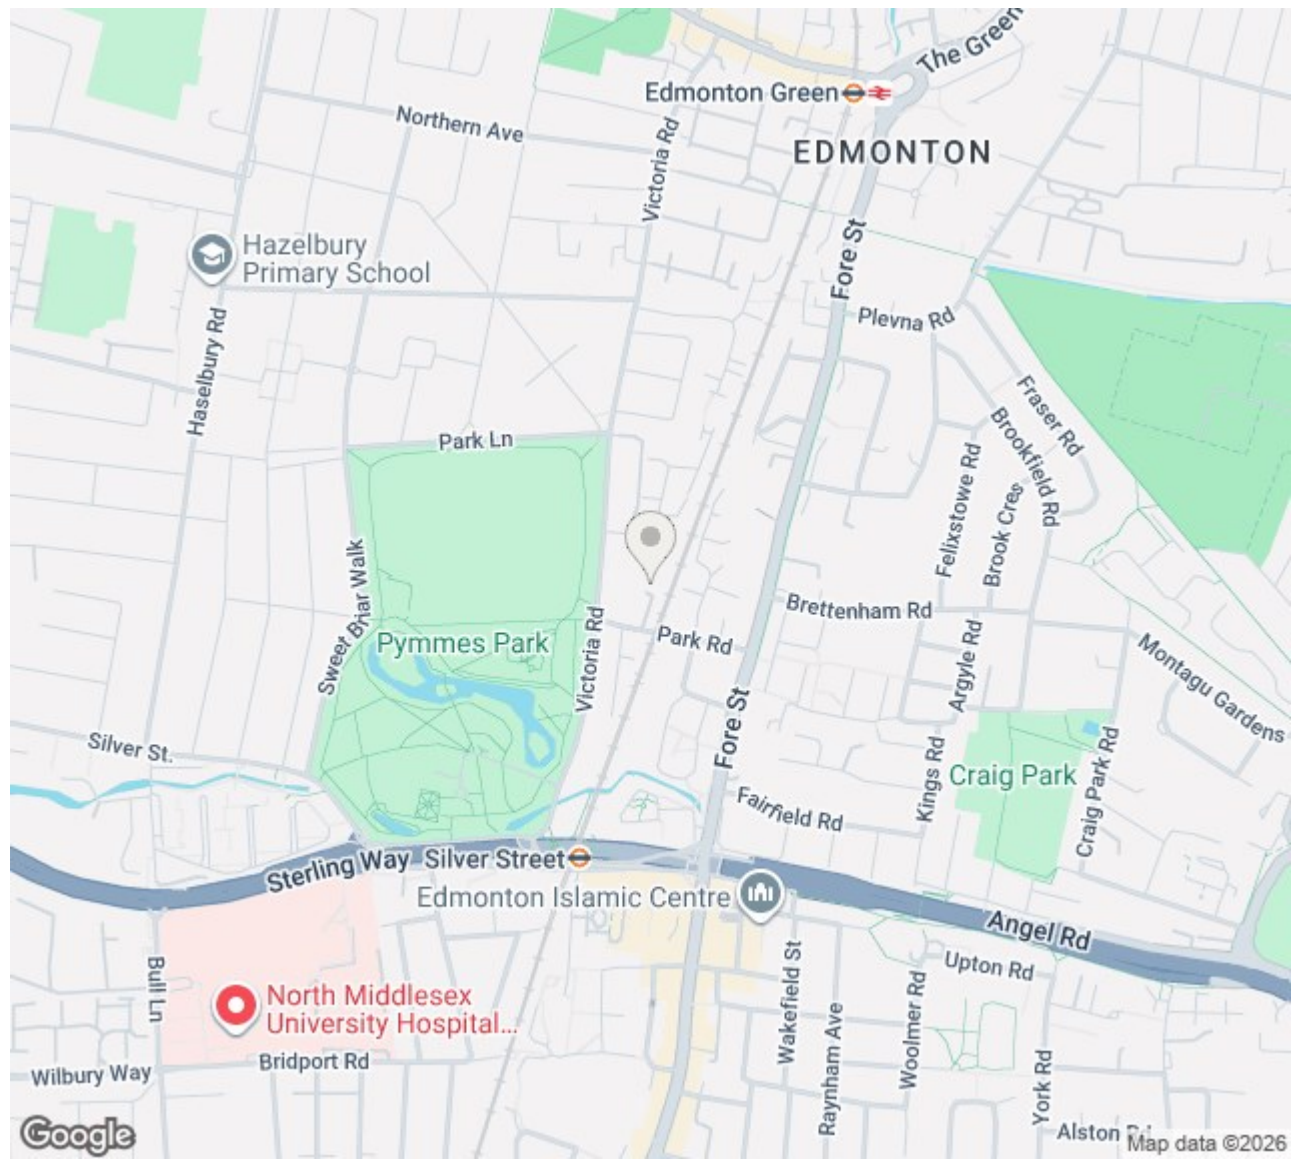 The Green
Edmonton Green
Northern Ave
EDMONTON
Victoria Rd
Hazelbury
Primary School
Fore St
Plevna Rd
Haselbury Rd
Fraser Rd
Park Ln
Brookfield Rd
Felixstowe Rd
Brook Cres
Sweet Briar Walk
Brettenham Rd
Pymmes Park
Victoria Rd
Park Rd
Argyle Rd
Montagu Gardens
Silver St.
Fore St
Kings Rd
Craig Park
Craig Park Rd
Fairfield Rd
Sterling Way
Silver Street
Edmonton Islamic Centre
Angel Rd
Bull Ln
Wakefield St
Upton Rd
Woolmer Rd
North Middlesex
University Hospital...
Raynham Ave
Bridport Rd
Wilbury Way
York Rd
Alston Rd
Google
Map data ©2026